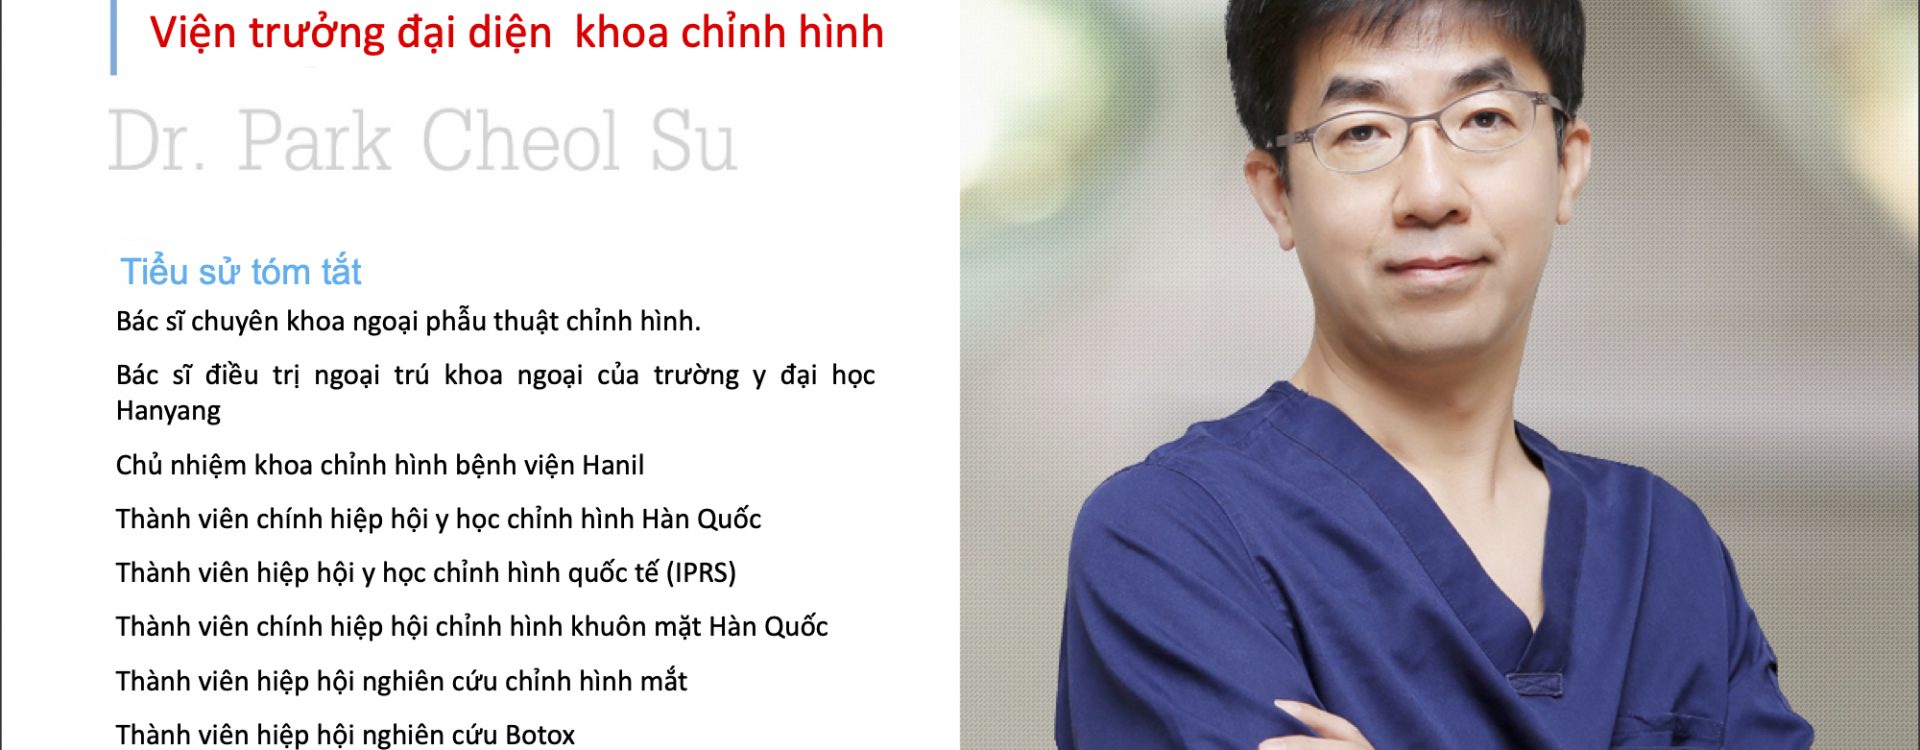 Viện trưởng đại diện khoa chỉnh hình
Dr. Park Cheol Su
Tiểu sử tóm tắt
Bác sĩ chuyên khoa ngoại phẫu thuật chỉnh hình.
Bác sĩ điều trị ngoại trú khoa ngoại của trường y đại học
Hanyang
Chủ nhiệm khoa chỉnh hình bệnh viện Hanil
Thành viên chính hiệp hội y học chỉnh hình Hàn Quốc
Thành viên hiệp hội y học chỉnh hình quốc tế (IPRS)
Thành viên chính hiệp hội chỉnh hình khuôn mặt Hàn Quốc
Thành viên hiệp hội nghiên cứu chỉnh hình mắt
Thành viên hiệp hội nghiên cứu Botox